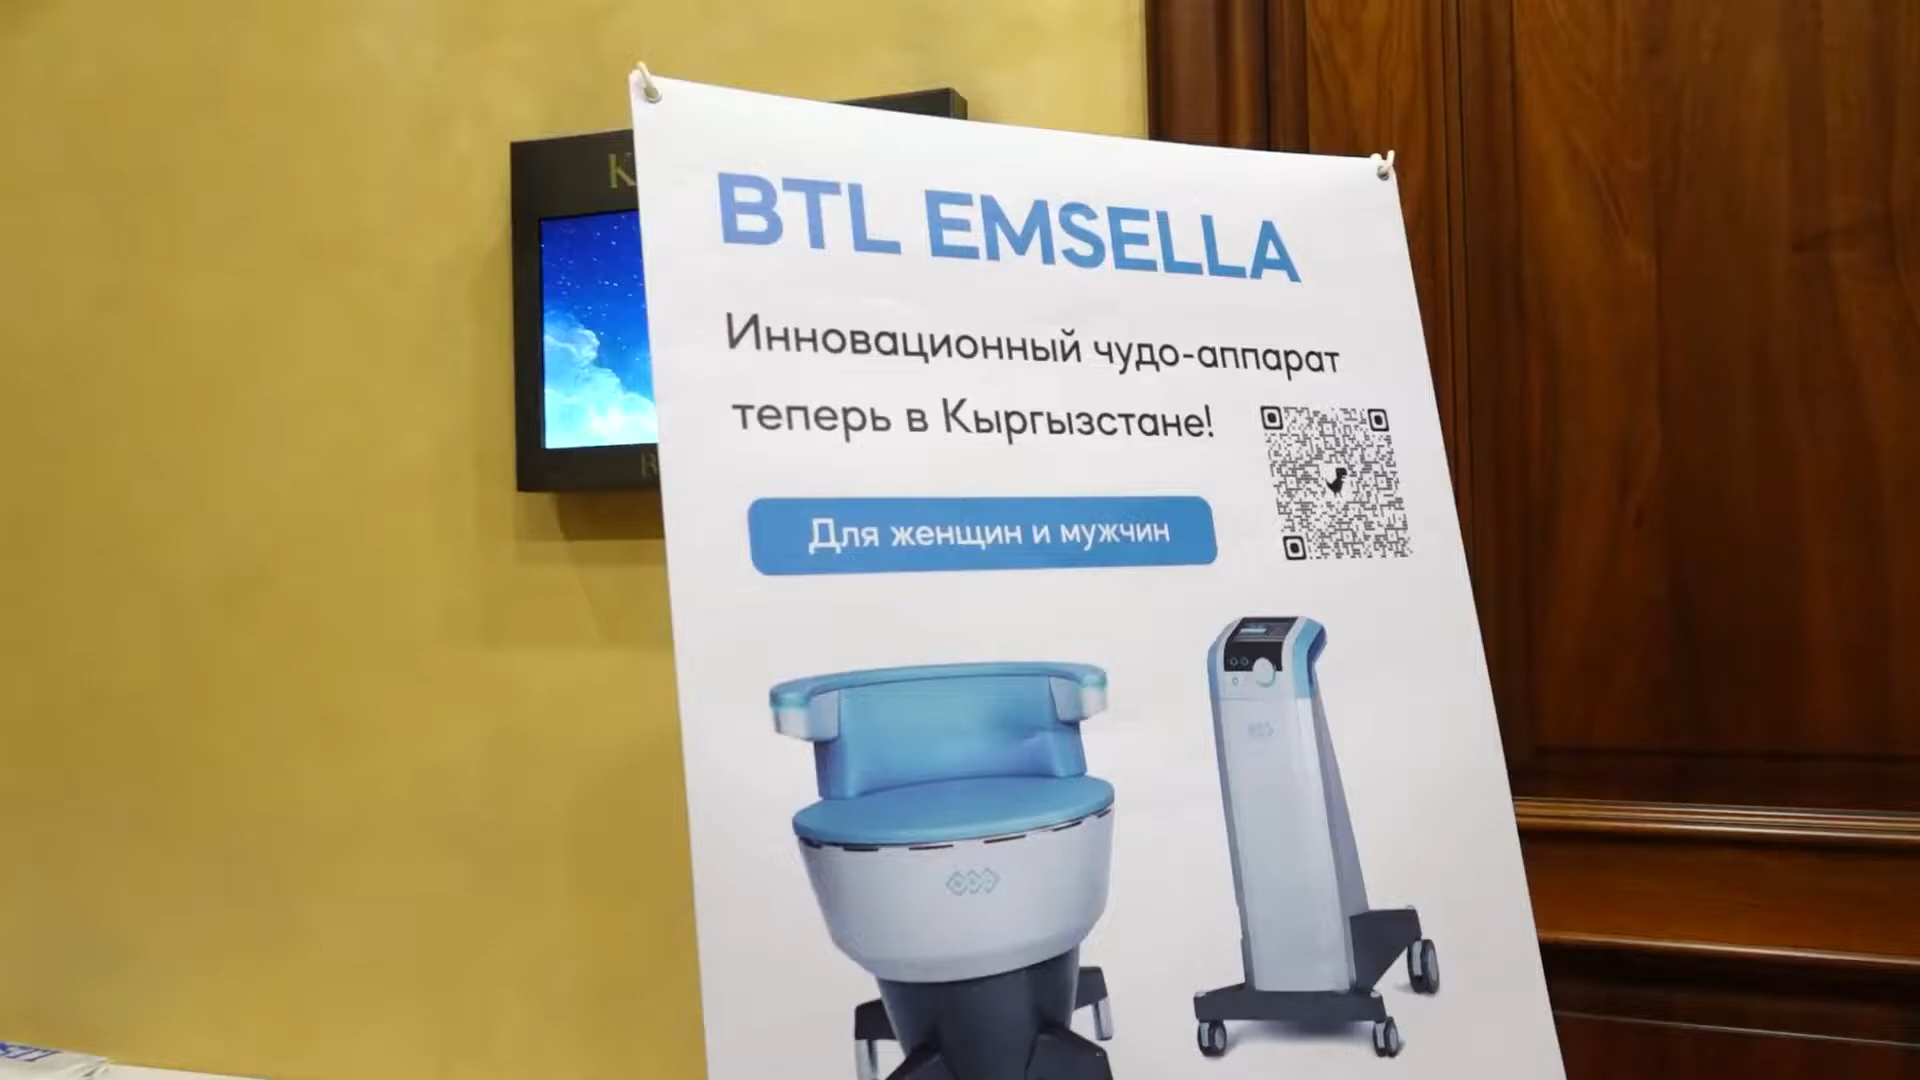 BTL EMSELLA
Инновационный чудо-аппарат
теперь в Кыргызстане!
Для женщин и мужчин